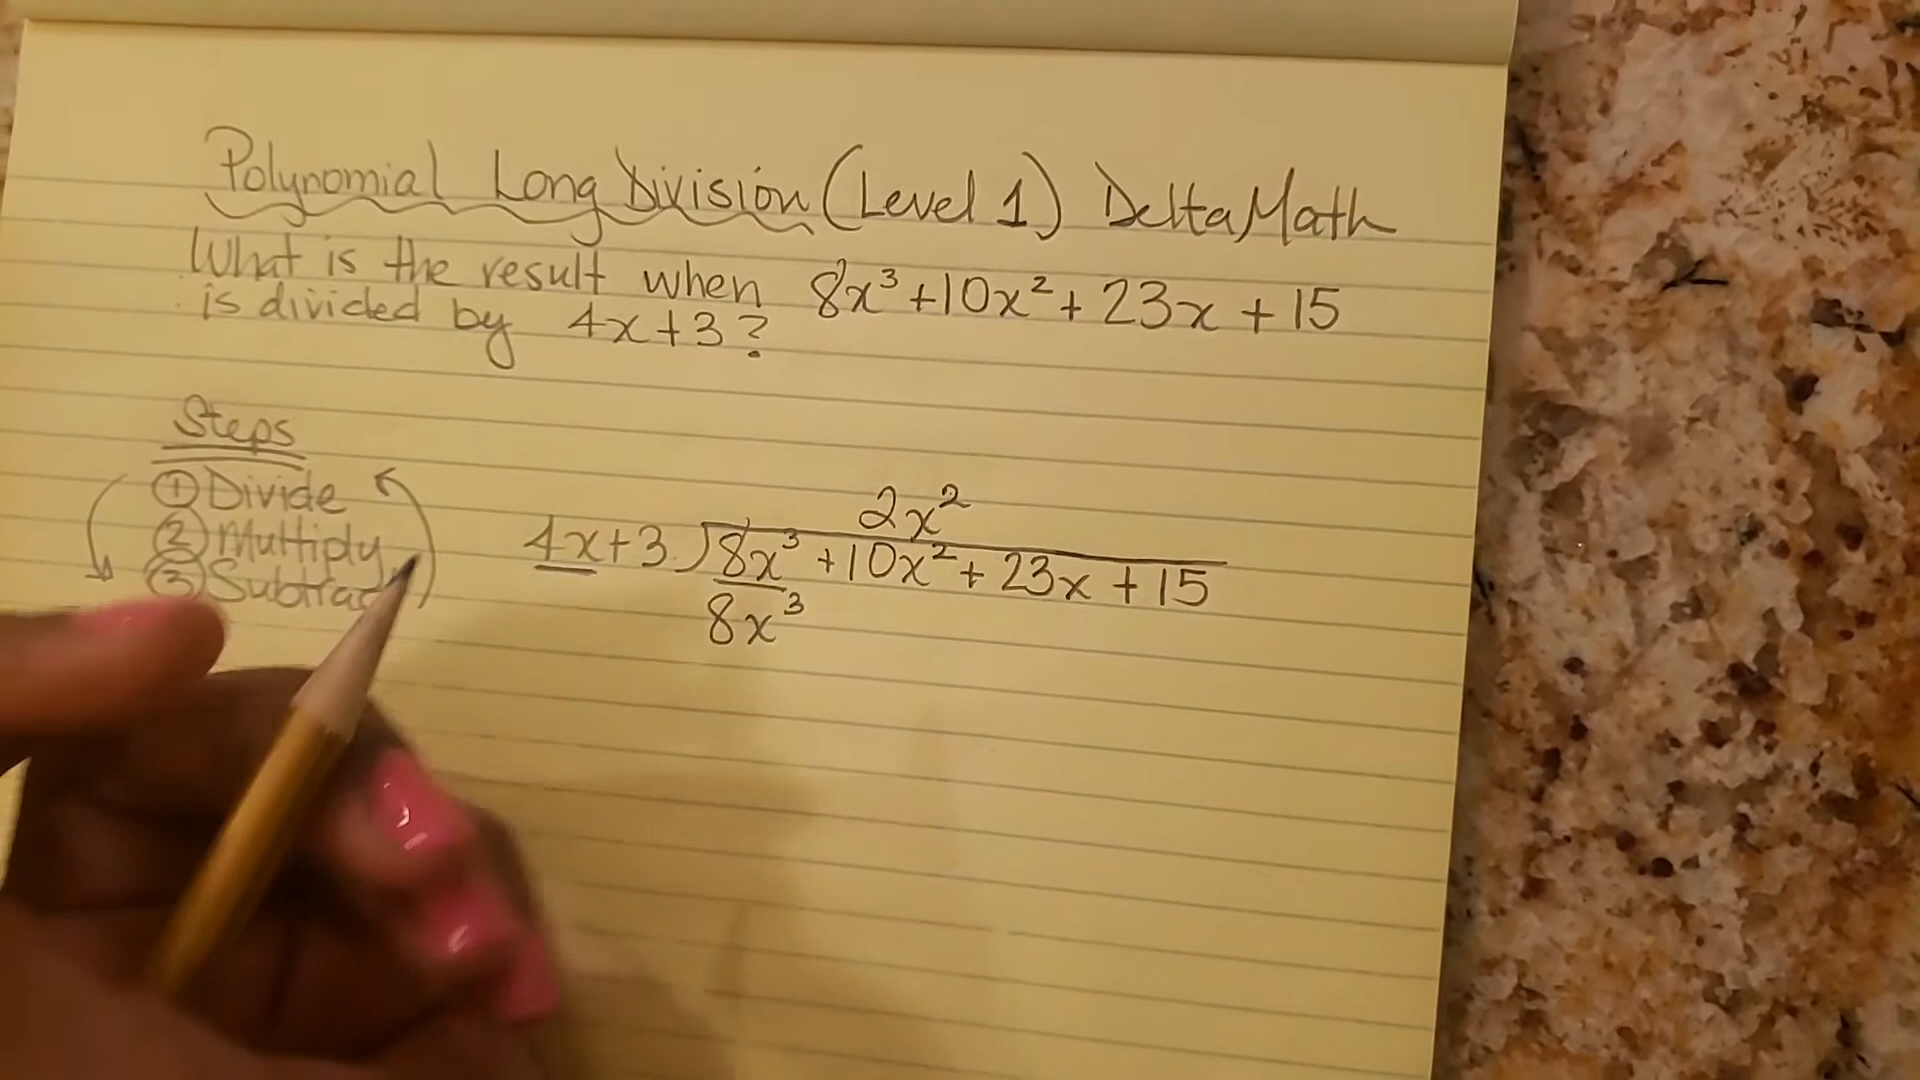 Polynomial Long Division (Level 1) DeltaMath
What is the result when 8x³ + 10x² + 23x + 15
is divided by 4x + 3?
Steps
① Divide
② Multiply
③ Subtract
2x²
4x + 3 ) 8x³ + 10x² + 23x + 15
8x³